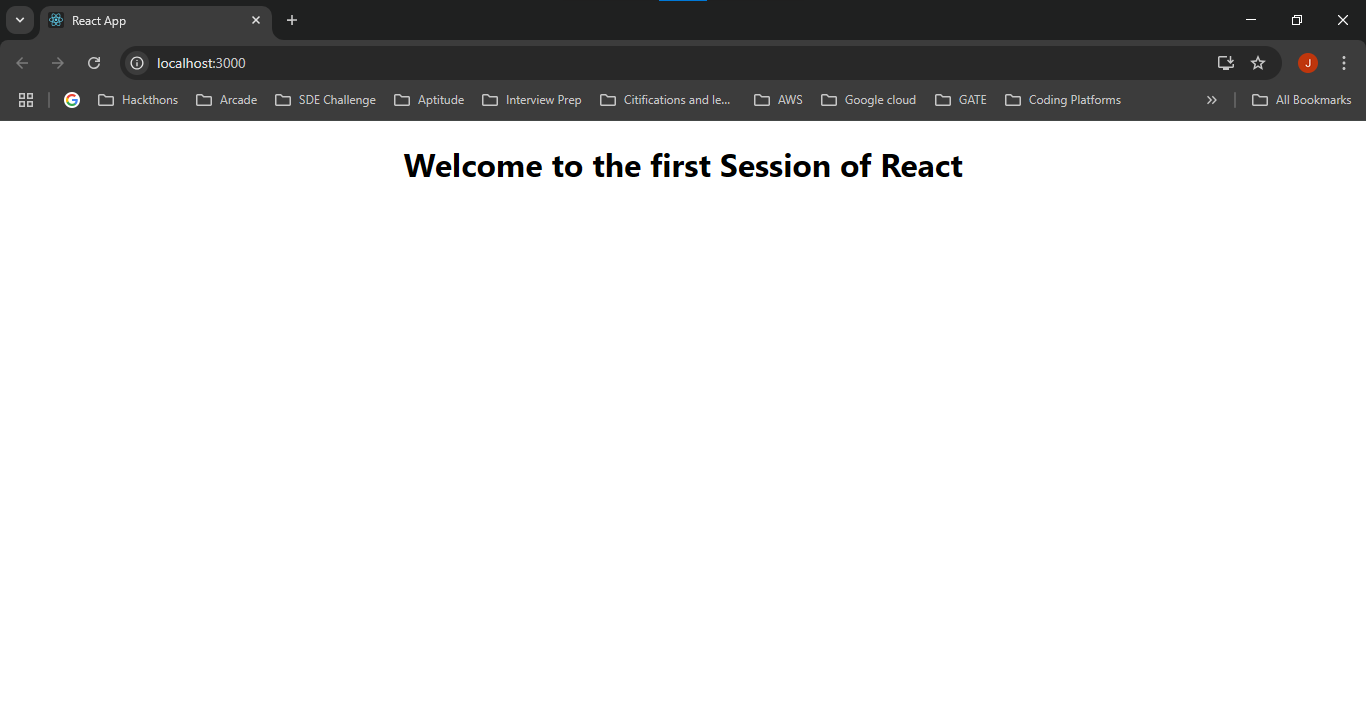 React App
localhost:3000
J
Hackthons Arcade SDE Challenge Aptitude Interview Prep Citifications and le... AWS Google cloud GATE Coding Platforms All Bookmarks
Welcome to the first Session of React